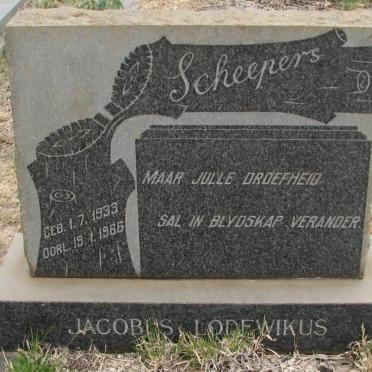 Scheepers
GEB. 1. 7. 1933
OORL. 19. 1. 1966
MAAR JULLE DROEFHEID
SAL IN BLYDSKAP VERANDER.
JACOBUS LODEWIKUS